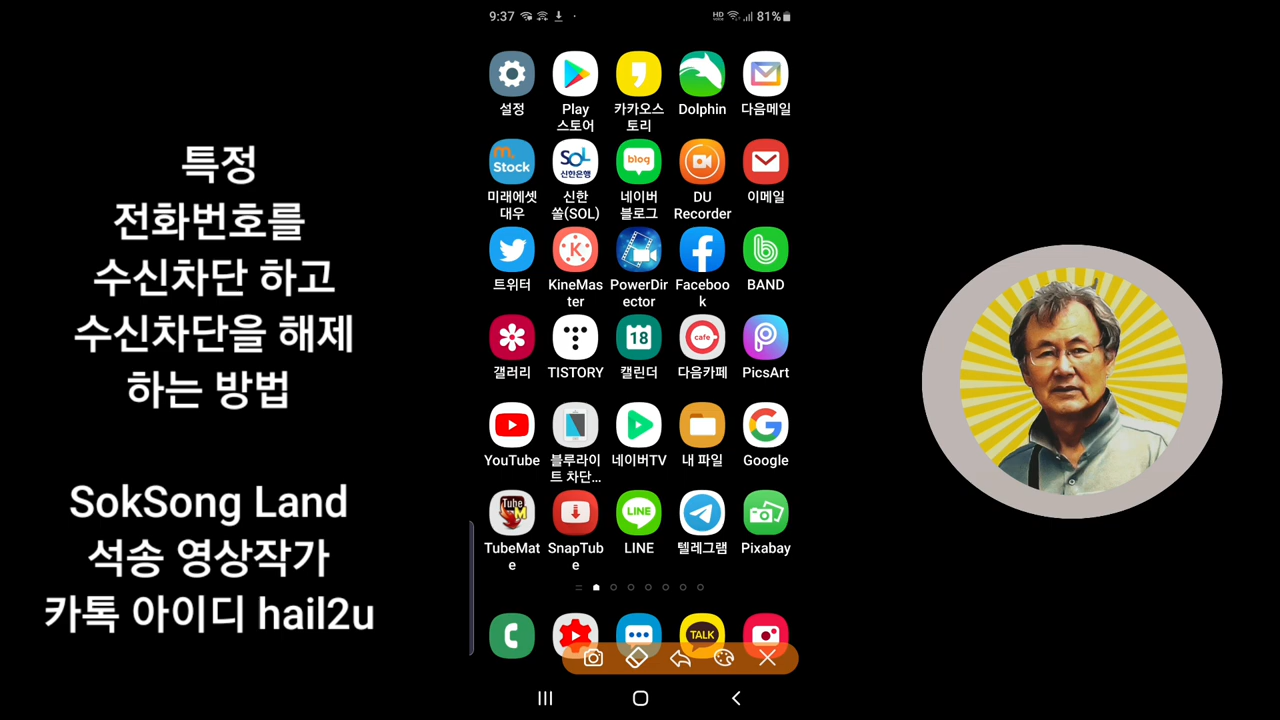 특정
전화번호를
수신차단 하고
수신차단을 해제
하는 방법
SokSong Land
석송 영상작가
카톡 아이디 hail2u
9:37
HD
VOICE
81%
설정
Play
스토어
카카오스
토리
Dolphin
다음메일
m.
Stock
SOL
신한은행
blog
미래에셋
대우
신한
쏠(SOL)
네이버
블로그
DU
Recorder
이메일
트위터
KineMas
ter
PowerDir
ector
Faceboo
k
BAND
18
cafe
갤러리
TISTORY
캘린더
다음카페
PicsArt
YouTube
블루라이
트 차단...
네이버TV
내 파일
Google
Tube
M
LINE
TubeMat
e
SnapTub
e
LINE
텔레그램
Pixabay
TALK